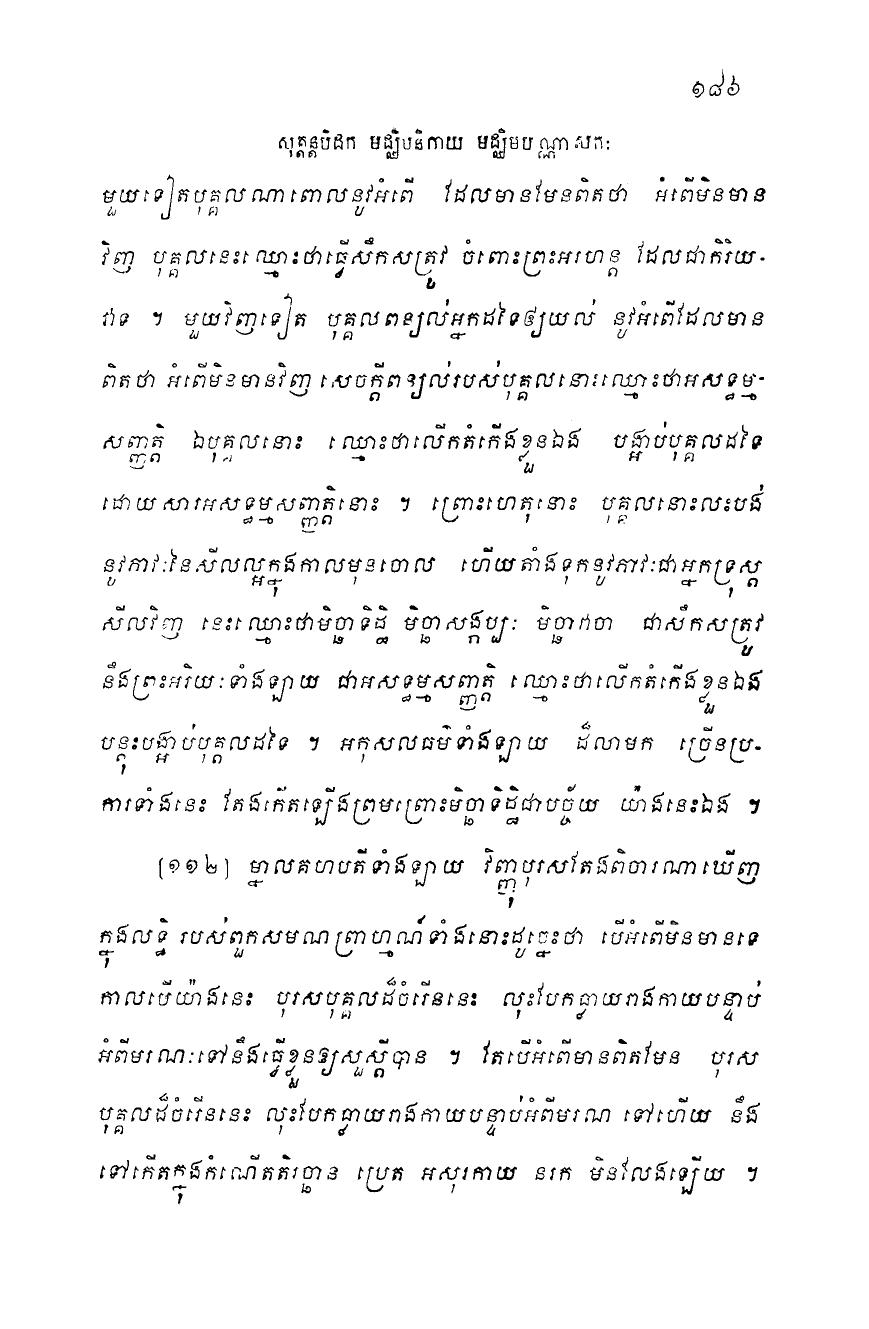 ១៨៦
សុត្តន្តបិដក មជ្ឈិមនិកាយ មជ្ឈិមបណ្ណាសកៈ
មួយទៀតបុគ្គលណាពោលនូវអំពើ ដែលមានមែនពិតថា អំពើមិនមាន
វិញ បុគ្គលនេះឈ្មោះថាធ្វើសឹកសត្រូវ ចំពោះព្រះអរហន្ត ដែលជាកិរិយ-
វាទ ។ មួយវិញទៀត បុគ្គលពន្យល់អ្នកដទៃឲ្យយល់ នូវអំពើដែលមាន
ពិតថា អំពើមិនមានវិញ សេចក្តីពន្យល់របស់បុគ្គលនោះឈ្មោះថាអសទ្ធម្ម-
សញ្ញត្តិ ឯបុគ្គលនោះ ឈ្មោះថាលើកតំកើងខ្លួនឯង បង្អាប់បុគ្គលដទៃ
ដោយសារអសទ្ធម្មសញ្ញត្តិនោះ ។ ព្រោះហេតុនោះ បុគ្គលនោះលះបង់
នូវភាវៈនៃសីលល្អក្នុងកាលមុនចោល ហើយតាំងទុកនូវភាវៈជាអ្នកទ្រុស្ត
សីលវិញ នេះឈ្មោះថាមិច្ឆាទិដ្ឋិ មិច្ឆាសង្កប្បៈ មិច្ឆាវាចា ជាសឹកសត្រូវ
នឹងព្រះអរិយៈទាំងឡាយ ជាអសទ្ធម្មសញ្ញត្តិ ឈ្មោះថាលើកតំកើងខ្លួនឯង
បន្តុះបង្អាប់បុគ្គលដទៃ ។ អកុសលធម៌ទាំងឡាយ ដ៏លាមក ច្រើនប្រ-
ការទាំងនេះ តែងកើតឡើងព្រមព្រោះមិច្ឆាទិដ្ឋិជាបច្ច័យ យ៉ាងនេះឯង ។
(១១២) ម្នាលគហបតីទាំងឡាយ វិញ្ញុបុរសតែងពិចារណាឃើញ
ក្នុងលទ្ធិ របស់ពួកសមណព្រាហ្មណ៍ទាំងនោះដូច្នេះថា បើអំពើមិនមានទេ
កាលបើយ៉ាងនេះ បុរសបុគ្គលដ៏ចំរើននេះ លុះបែកធ្លាយរាងកាយបន្ទាប់
អំពីមរណៈទៅនឹងធ្វើខ្លួនឲ្យសួស្តីបាន ។ តែបើអំពើមានពិតមែន បុរស
បុគ្គលដ៏ចំរើននេះ លុះបែកធ្លាយរាងកាយបន្ទាប់អំពីមរណ ទៅហើយ នឹង
ទៅកើតក្នុងកំណើតតិរច្ឆាន ប្រេត អសុរកាយ នរក មិនលែងឡើយ ។